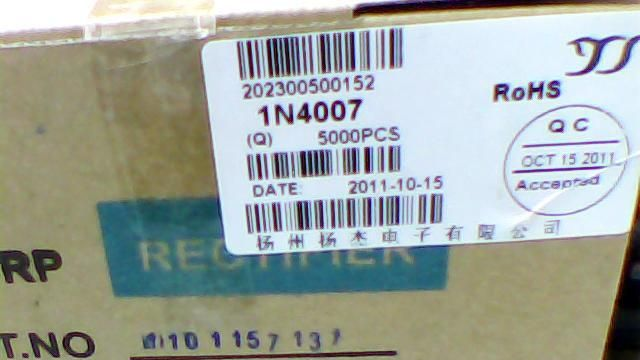 202300500152
1N4007
RoHS
(Q) 5000PCS
QC
OCT 15 2011
Accepted
DATE: 2011-10-15
扬州扬杰电子有限公司
RECTIFIER
RP
T.NO